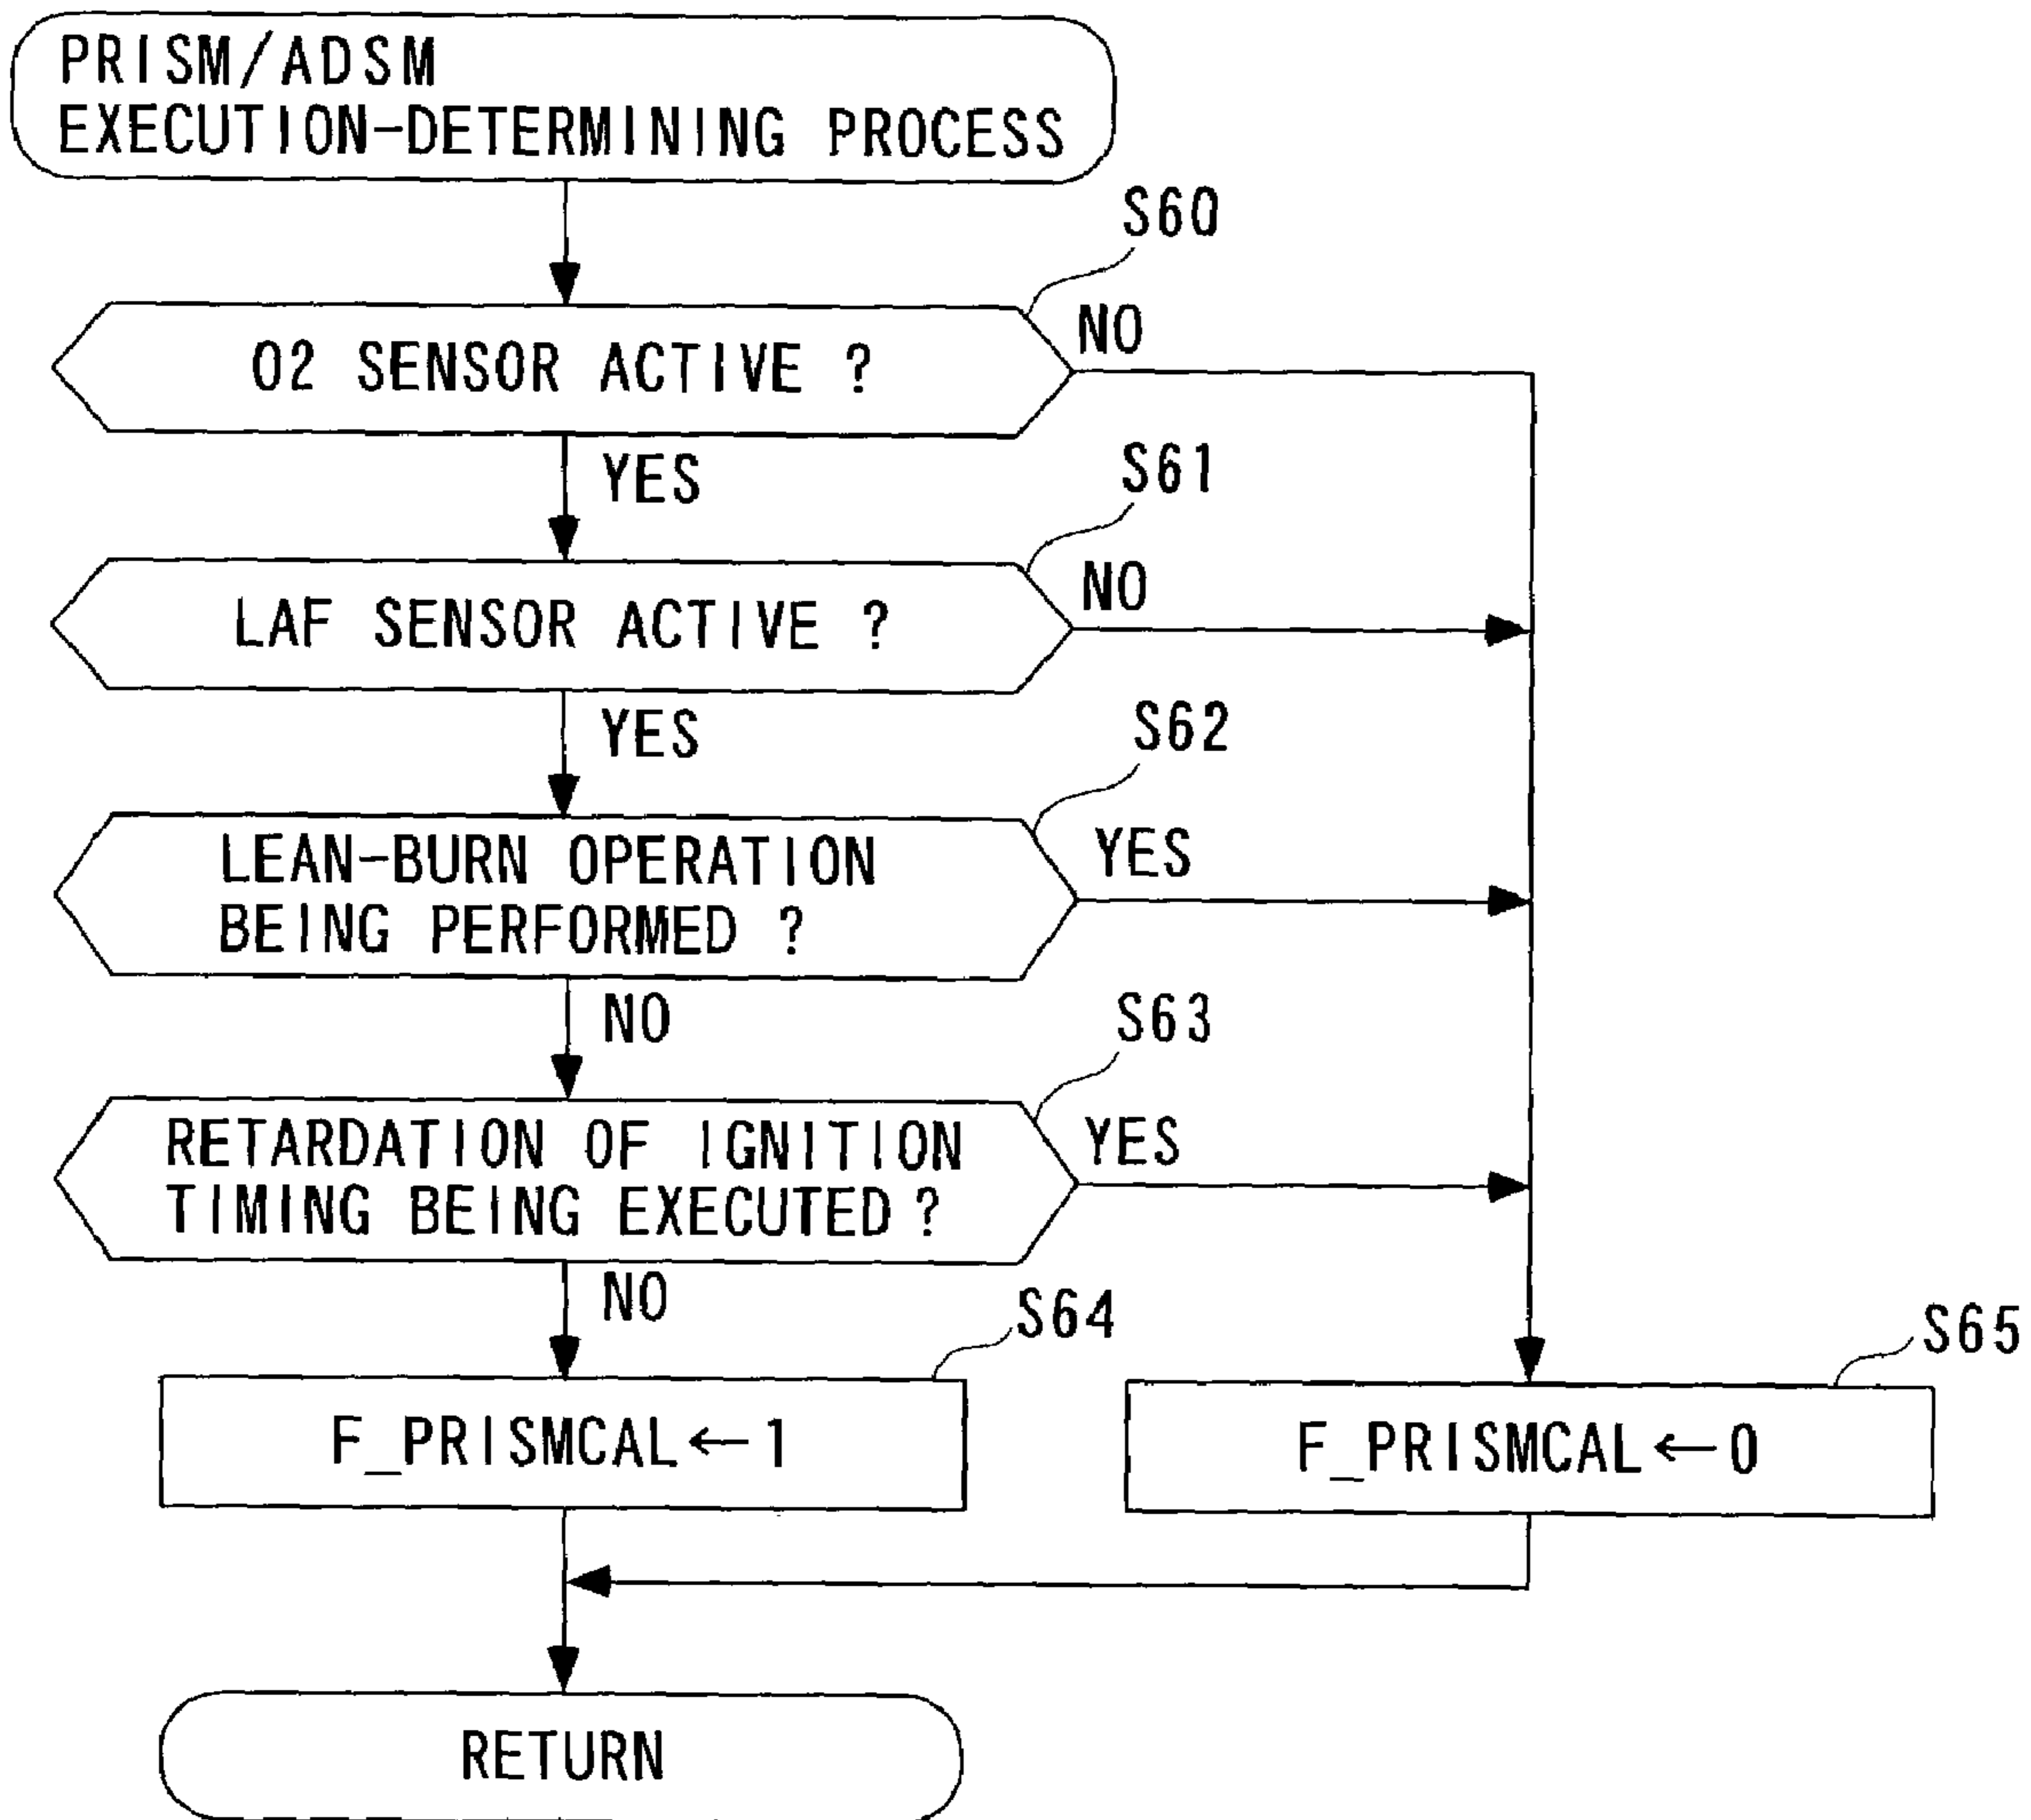 PRISM/ADSM
EXECUTION-DETERMINING PROCESS
S60
O2 SENSOR ACTIVE ?
NO
YES
S61
LAF SENSOR ACTIVE ?
NO
YES
S62
LEAN-BURN OPERATION
BEING PERFORMED ?
YES
NO
S63
RETARDATION OF IGNITION
TIMING BEING EXECUTED ?
YES
NO
S64
F_PRISMCAL←1
S65
F_PRISMCAL←0
RETURN